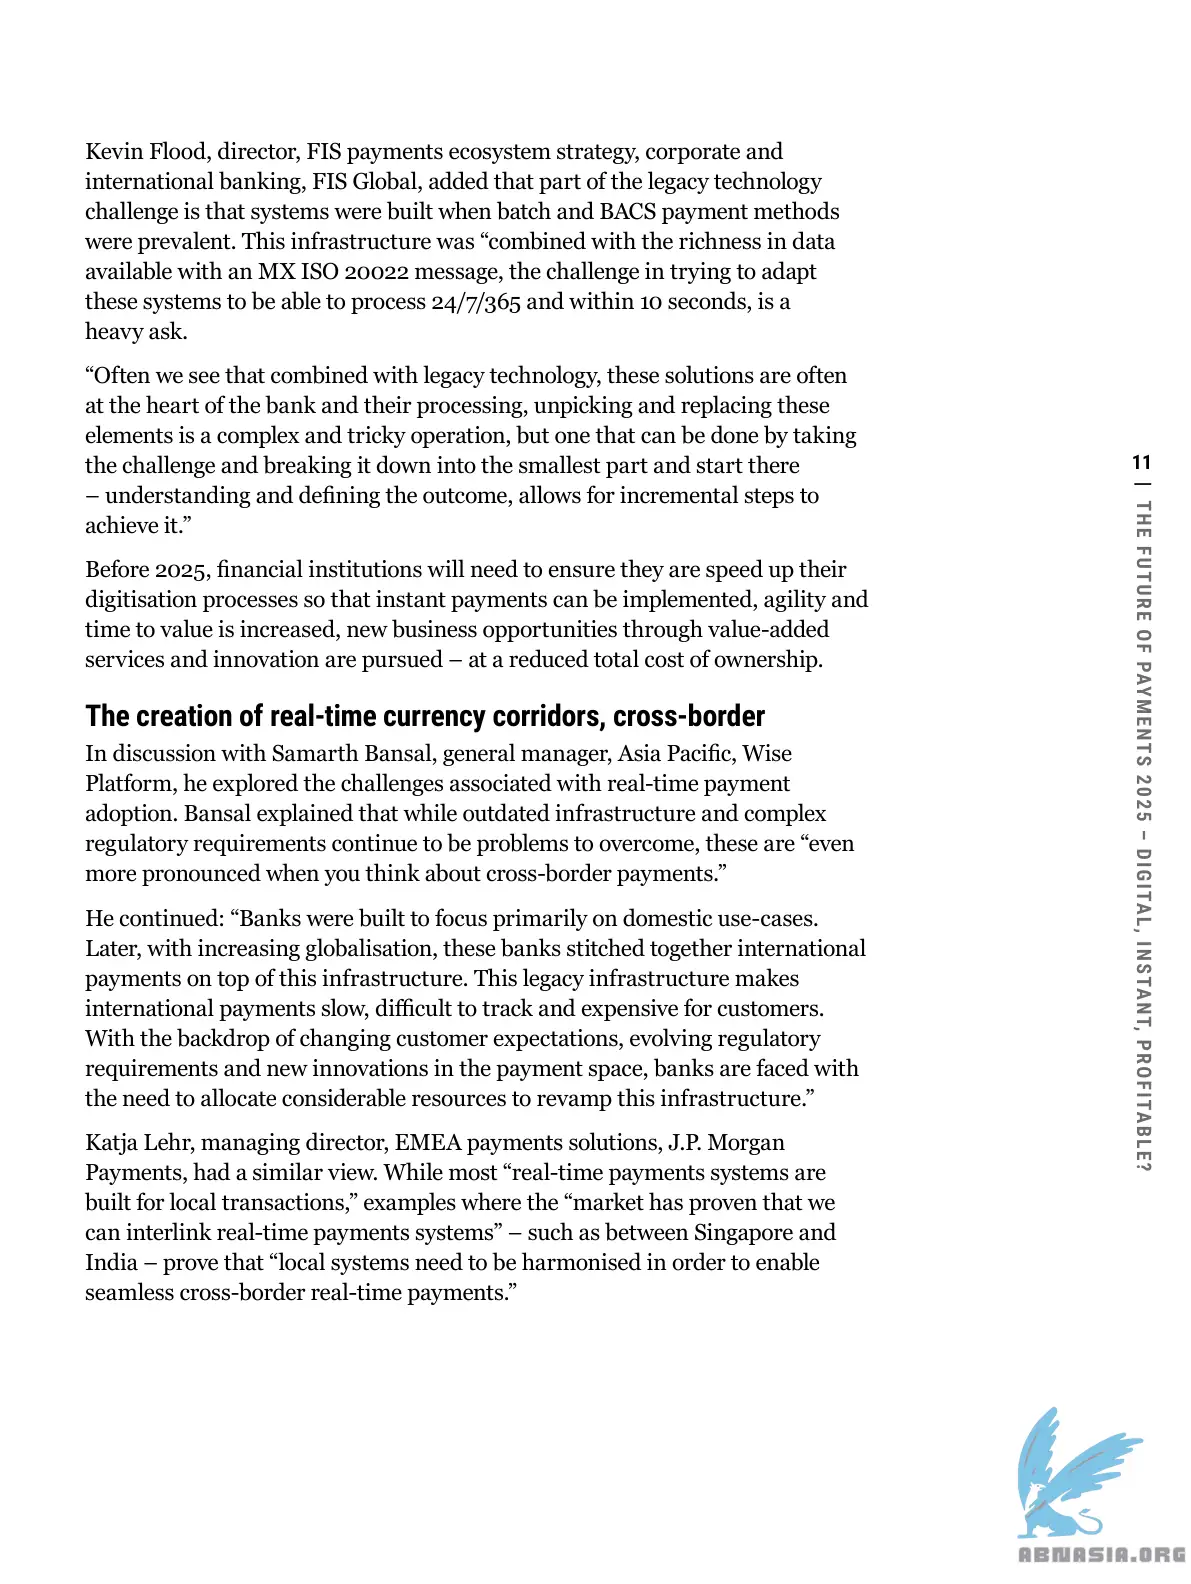 Kevin Flood, director, FIS payments ecosystem strategy, corporate and
international banking, FIS Global, added that part of the legacy technology
challenge is that systems were built when batch and BACS payment methods
were prevalent. This infrastructure was “combined with the richness in data
available with an MX ISO 20022 message, the challenge in trying to adapt
these systems to be able to process 24/7/365 and within 10 seconds, is a
heavy ask.
“Often we see that combined with legacy technology, these solutions are often
at the heart of the bank and their processing, unpicking and replacing these
elements is a complex and tricky operation, but one that can be done by taking
the challenge and breaking it down into the smallest part and start there
– understanding and defining the outcome, allows for incremental steps to
achieve it.”
Before 2025, financial institutions will need to ensure they are speed up their
digitisation processes so that instant payments can be implemented, agility and
time to value is increased, new business opportunities through value-added
services and innovation are pursued – at a reduced total cost of ownership.
The creation of real-time currency corridors, cross-border
In discussion with Samarth Bansal, general manager, Asia Pacific, Wise
Platform, he explored the challenges associated with real-time payment
adoption. Bansal explained that while outdated infrastructure and complex
regulatory requirements continue to be problems to overcome, these are “even
more pronounced when you think about cross-border payments.”
He continued: “Banks were built to focus primarily on domestic use-cases.
Later, with increasing globalisation, these banks stitched together international
payments on top of this infrastructure. This legacy infrastructure makes
international payments slow, difficult to track and expensive for customers.
With the backdrop of changing customer expectations, evolving regulatory
requirements and new innovations in the payment space, banks are faced with
the need to allocate considerable resources to revamp this infrastructure.”
Katja Lehr, managing director, EMEA payments solutions, J.P. Morgan
Payments, had a similar view. While most “real-time payments systems are
built for local transactions,” examples where the “market has proven that we
can interlink real-time payments systems” – such as between Singapore and
India – prove that “local systems need to be harmonised in order to enable
seamless cross-border real-time payments.”
11
THE FUTURE OF PAYMENTS 2025 – DIGITAL, INSTANT, PROFITABLE?
ABNASIA.ORG